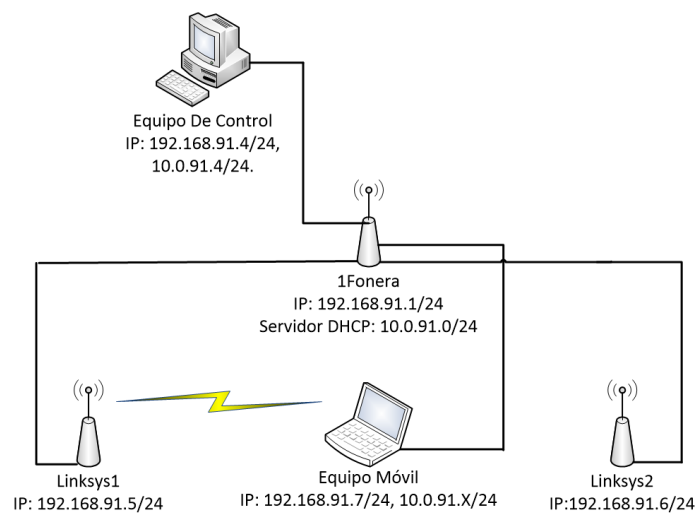 Equipo De Control
IP: 192.168.91.4/24,
10.0.91.4/24.
1Fonera
IP: 192.168.91.1/24
Servidor DHCP: 10.0.91.0/24
Linksys1
IP: 192.168.91.5/24
Equipo Móvil
IP: 192.168.91.7/24, 10.0.91.X/24
Linksys2
IP:192.168.91.6/24